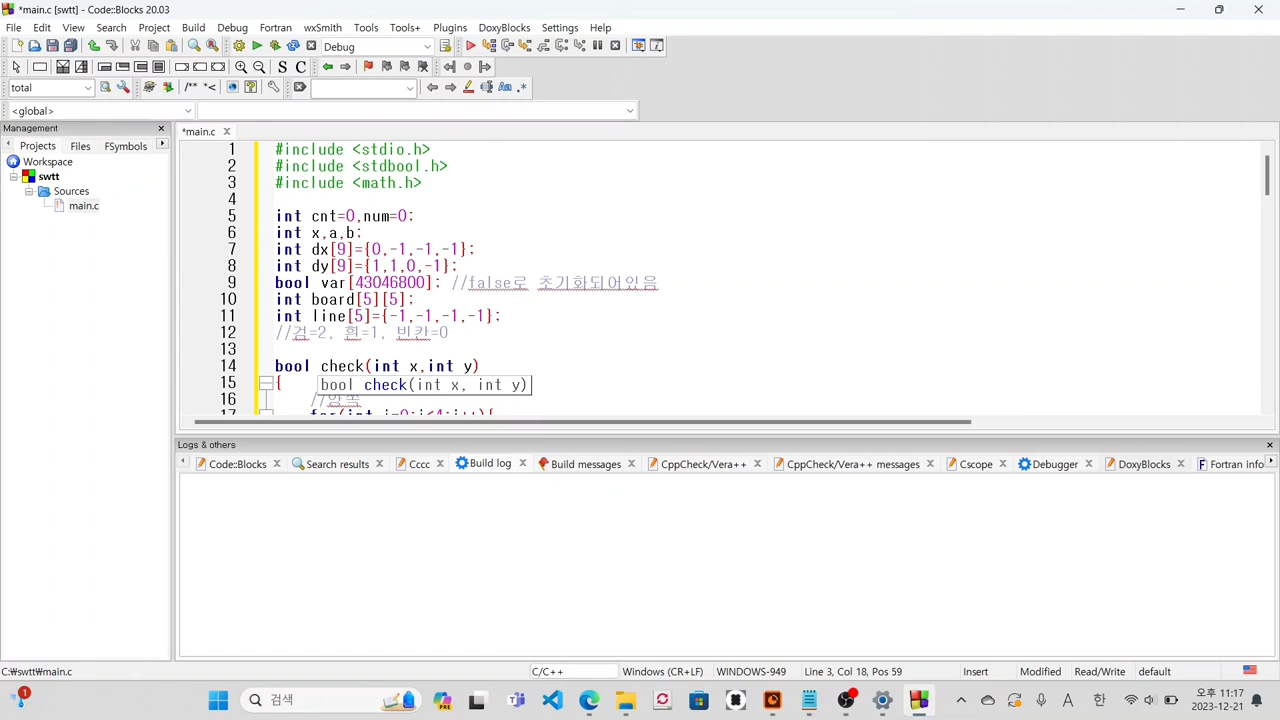 *main.c [swtt] - Code::Blocks 20.03
File Edit View Search Project Build Debug Fortran wxSmith Tools Tools+ Plugins DoxyBlocks Settings Help
Debug
total
<global>
Management
Projects Files FSymbols
Workspace
swtt
Sources
main.c
*main.c
1 #include <stdio.h>
2 #include <stdbool.h>
3 #include <math.h>
4
5 int cnt=0,num=0;
6 int x,a,b;
7 int dx[9]={0,-1,-1,-1};
8 int dy[9]={1,1,0,-1};
9 bool var[43046800]; //false로 초기화되어있음
10 int board[5][5];
11 int line[5]={-1,-1,-1,-1};
12 //검=2, 흰=1, 빈칸=0
13
14 bool check(int x,int y)
15 {
bool check(int x, int y)
16 //양쪽
17 for(int i=0;i<4;i++){
Logs & others
Code::Blocks Search results Cccc Build log Build messages CppCheck/Vera++ CppCheck/Vera++ messages Cscope Debugger DoxyBlocks Fortran info
C:₩swtt₩main.c C/C++ Windows (CR+LF) WINDOWS-949 Line 3, Col 18, Pos 59 Insert Modified Read/Write default
1 검색 A 한 오후 11:17
2023-12-21